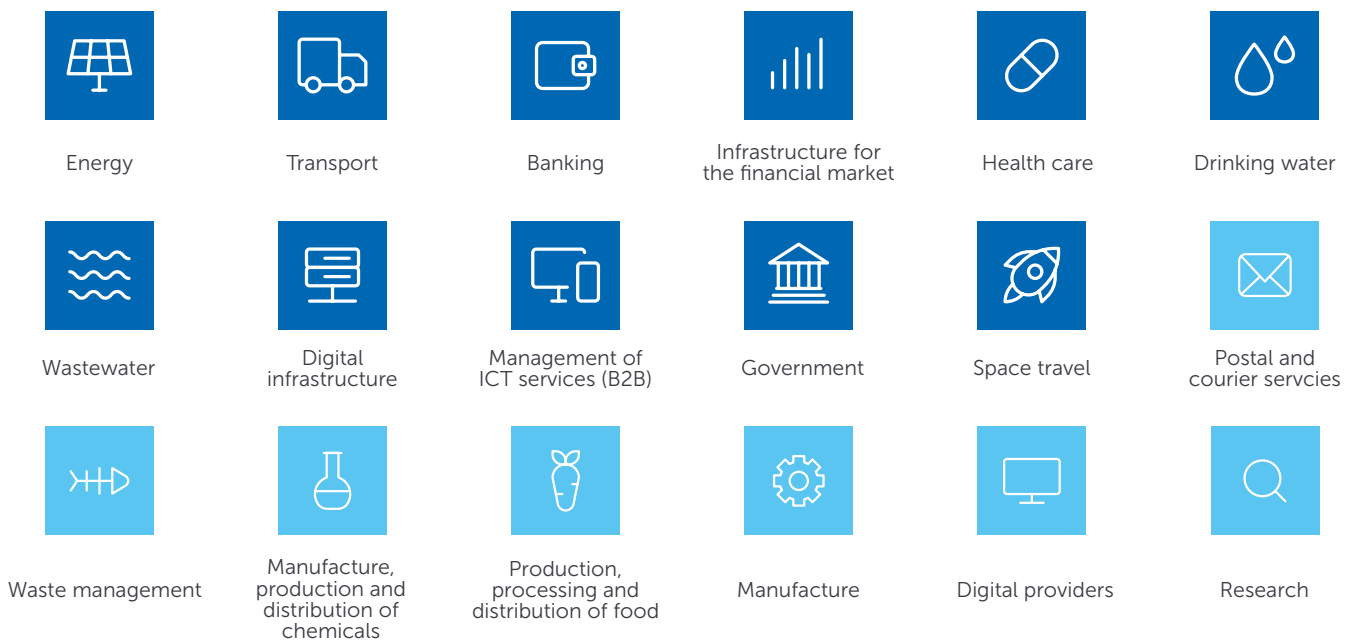 Energy
Transport
Banking
Infrastructure for
the financial market
Health care
Drinking water
Wastewater
Digital
infrastructure
Management of
ICT services (B2B)
Government
Space travel
Postal and
courier servcies
Waste management
Manufacture,
production and
distribution of
chemicals
Production,
processing and
distribution of food
Manufacture
Digital providers
Research